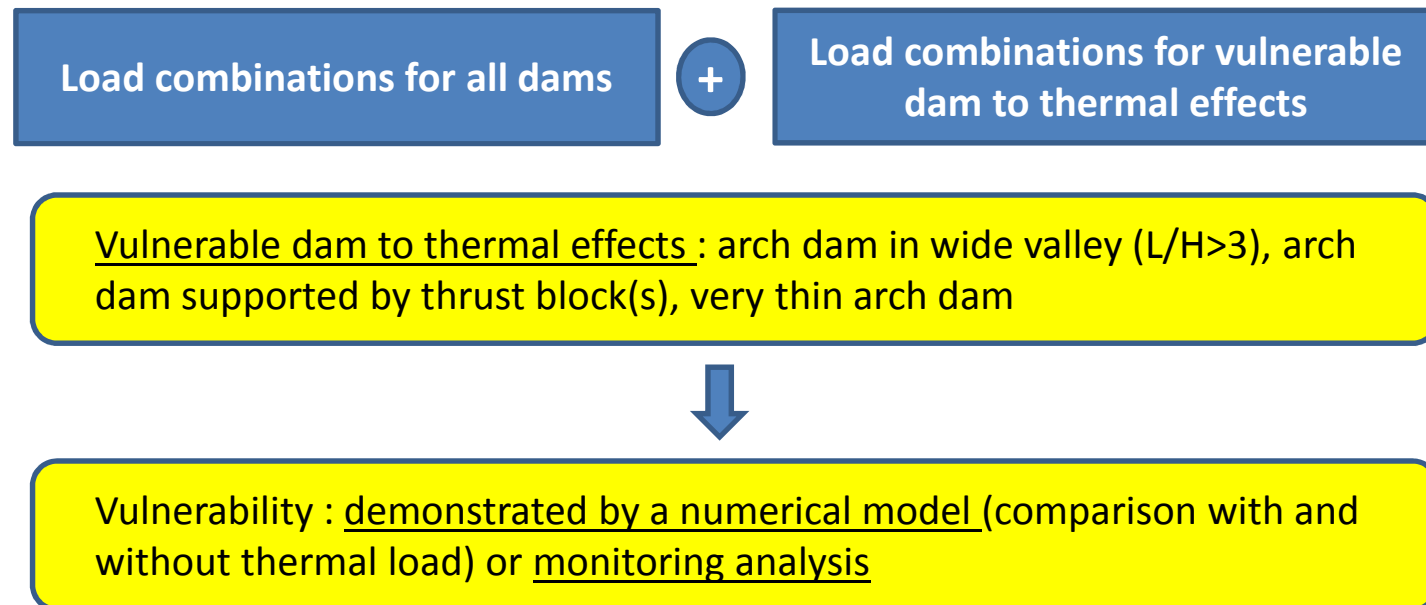 Load combinations for all dams
+
Load combinations for vulnerable
dam to thermal effects
Vulnerable dam to thermal effects : arch dam in wide valley (L/H>3), arch
dam supported by thrust block(s), very thin arch dam
Vulnerability : demonstrated by a numerical model (comparison with and
without thermal load) or monitoring analysis